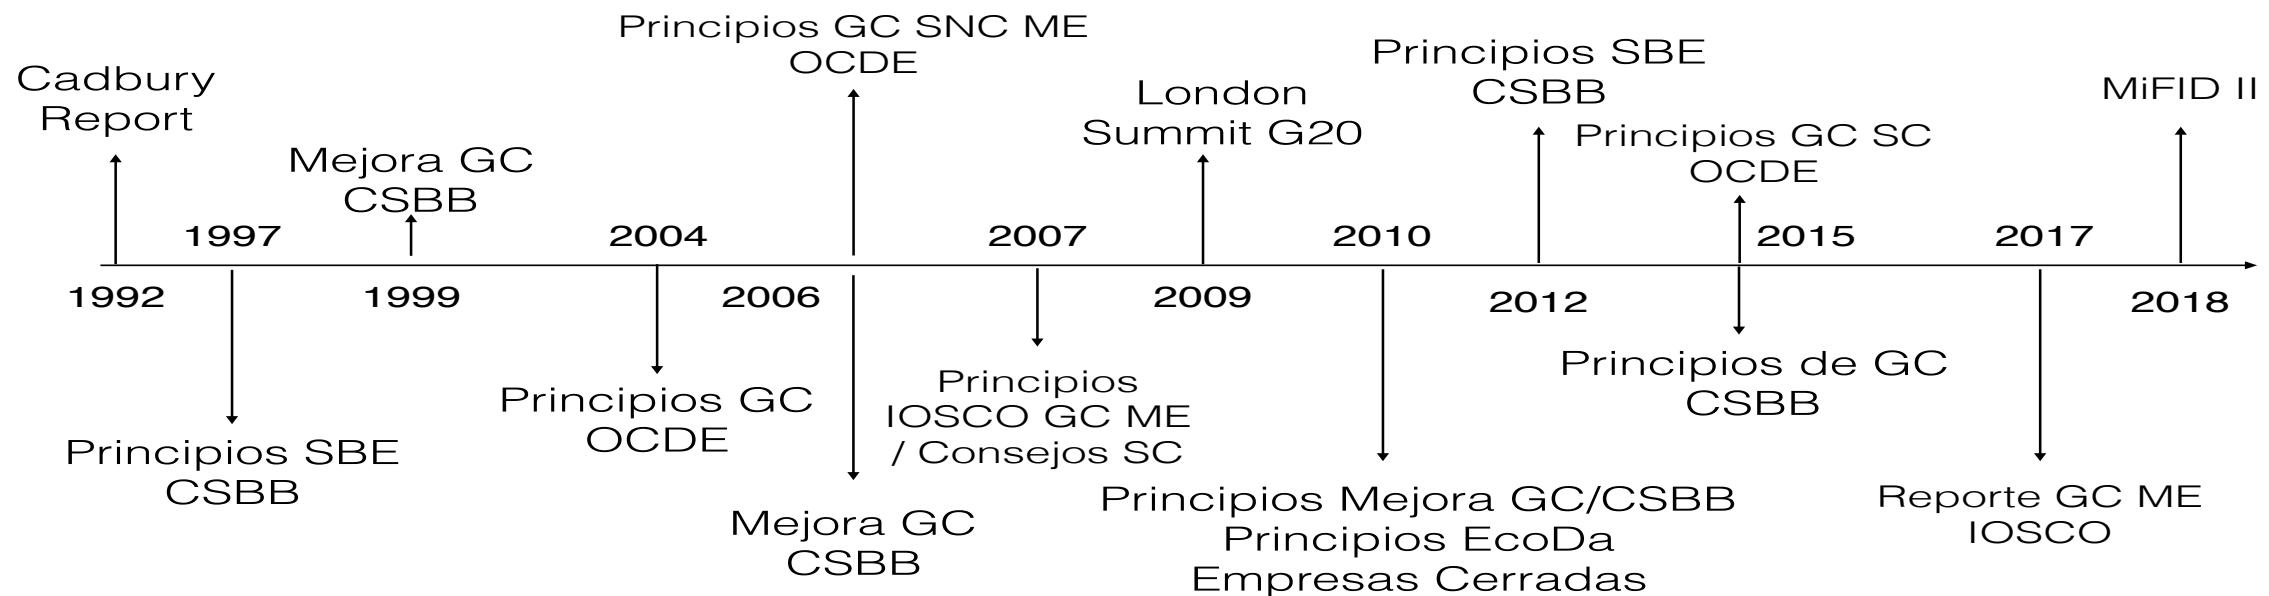 Principios GC SNC ME
OCDE
Cadbury
Report
Mejora GC
CSBB
London
Summit G20
Principios SBE
CSBB
Principios GC SC
OCDE
MiFID II
1997
2004
2007
2010
2015
2017
1992
1999
2006
2009
2012
2018
Principios SBE
CSBB
Principios GC
OCDE
Mejora GC
CSBB
Principios
IOSCO GC ME
/ Consejos SC
Principios Mejora GC/CSBB
Principios EcoDa
Empresas Cerradas
Principios de GC
CSBB
Reporte GC ME
IOSCO